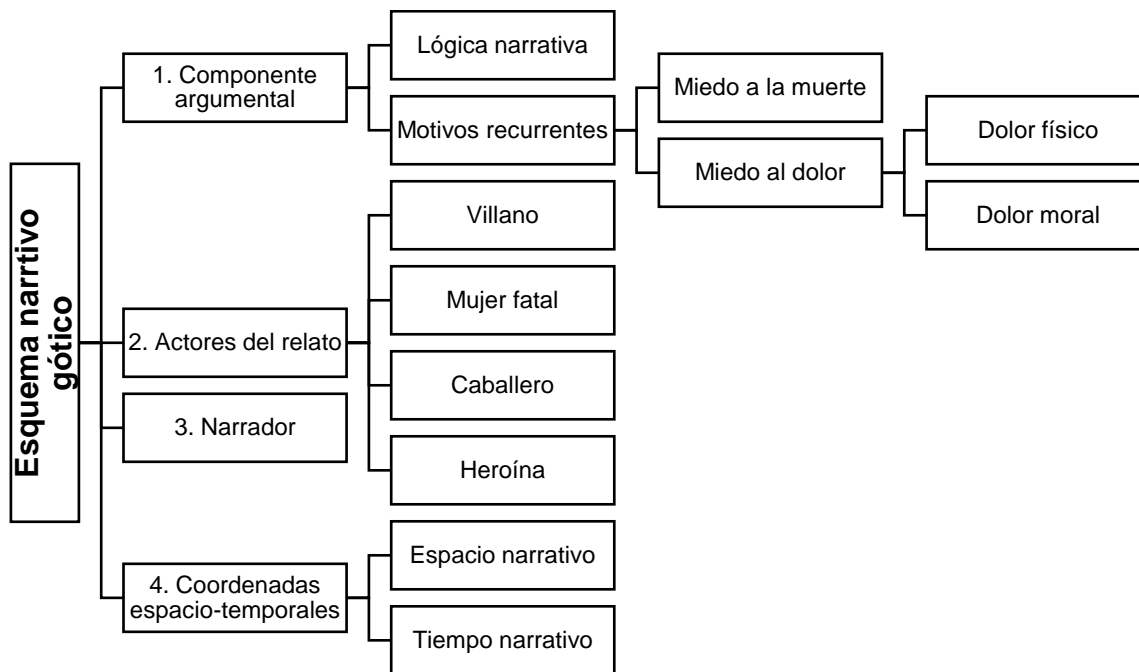 Esquema narrtivo
gótico
1. Componente
argumental
Lógica narrativa
Motivos recurrentes
Miedo a la muerte
Miedo al dolor
Dolor físico
Dolor moral
2. Actores del relato
Villano
Mujer fatal
Caballero
Heroína
3. Narrador
4. Coordenadas
espacio-temporales
Espacio narrativo
Tiempo narrativo